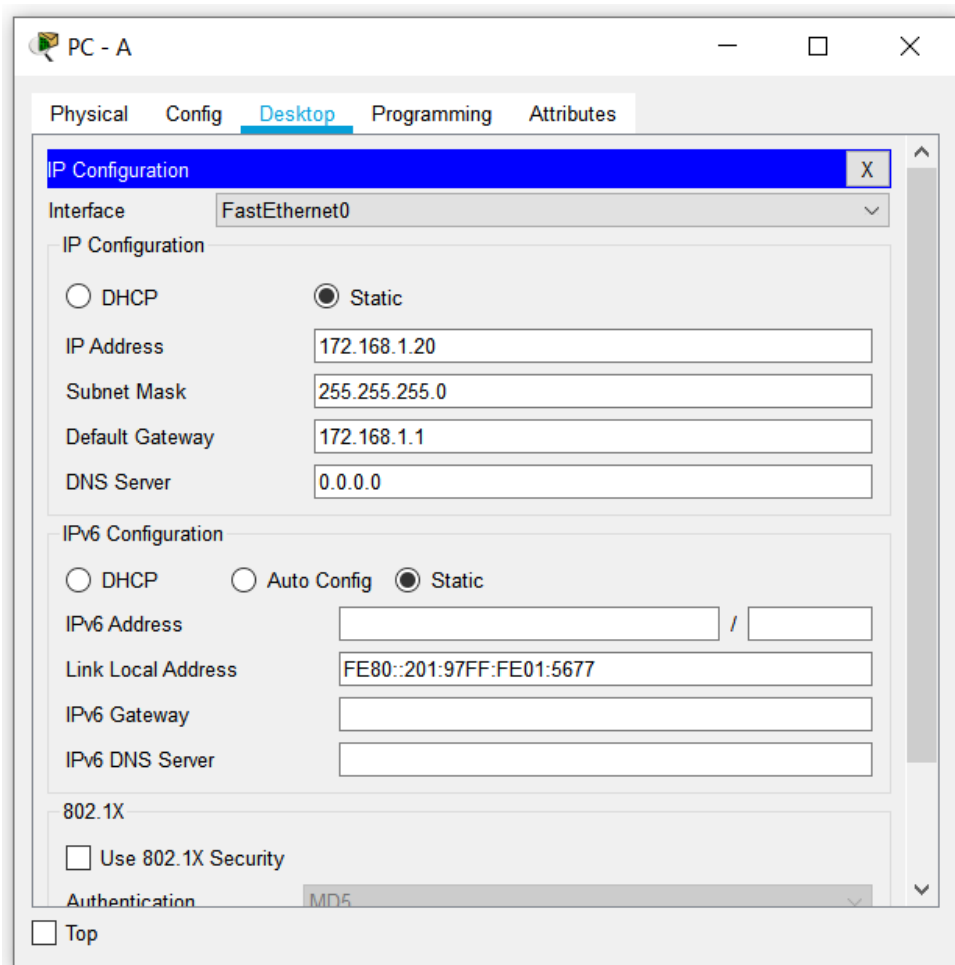 PC - A
Physical Config Desktop Programming Attributes
IP Configuration X
Interface FastEthernet0
IP Configuration
DHCP Static
IP Address 172.168.1.20
Subnet Mask 255.255.255.0
Default Gateway 172.168.1.1
DNS Server 0.0.0.0
IPv6 Configuration
DHCP Auto Config Static
IPv6 Address /
Link Local Address FE80::201:97FF:FE01:5677
IPv6 Gateway
IPv6 DNS Server
802.1X
Use 802.1X Security
Authentication MD5
Top